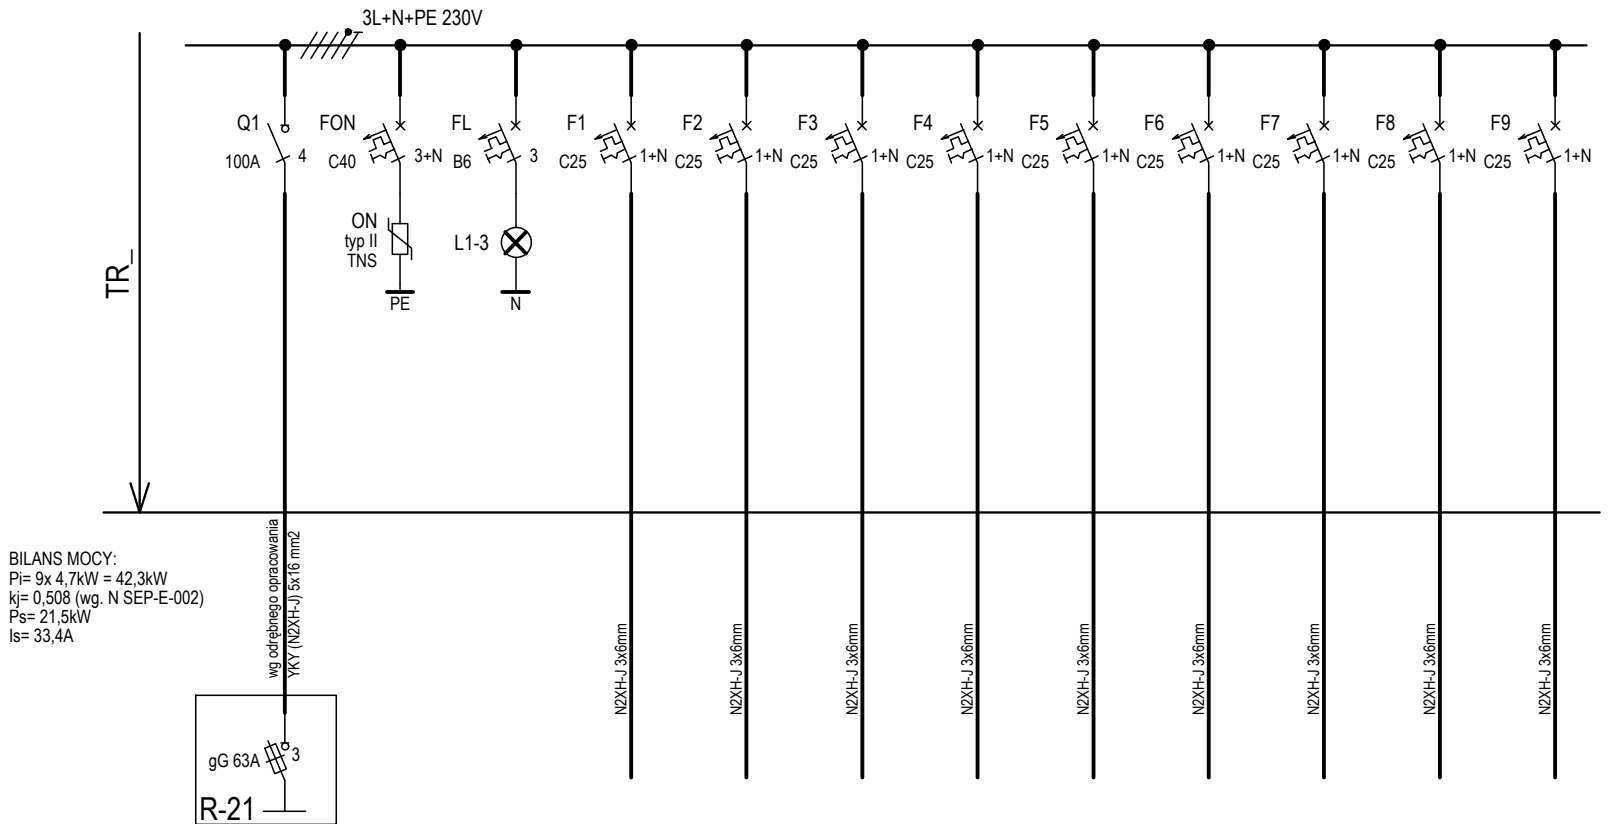 3L+N+PE 230V
Q1
100A
4
FON
C40
3+N
FL
B6
3
F1
C25
1+N
F2
C25
1+N
F3
C25
1+N
F4
C25
1+N
F5
C25
1+N
F6
C25
1+N
F7
C25
1+N
F8
C25
1+N
F9
C25
1+N
ON
typ II
TNS
PE
L1-3
N
TR_
BILANS MOCY:
Pi= 9x 4,7kW = 42,3kW
kj= 0,508 (wg. N SEP-E-002)
Ps= 21,5kW
Is= 33,4A
wg odrębnego opracowania
YKY (N2XH-J) 5x16 mm2
N2XH-J 3x6mm
N2XH-J 3x6mm
N2XH-J 3x6mm
N2XH-J 3x6mm
N2XH-J 3x6mm
N2XH-J 3x6mm
N2XH-J 3x6mm
N2XH-J 3x6mm
N2XH-J 3x6mm
gG 63A
3
R-21